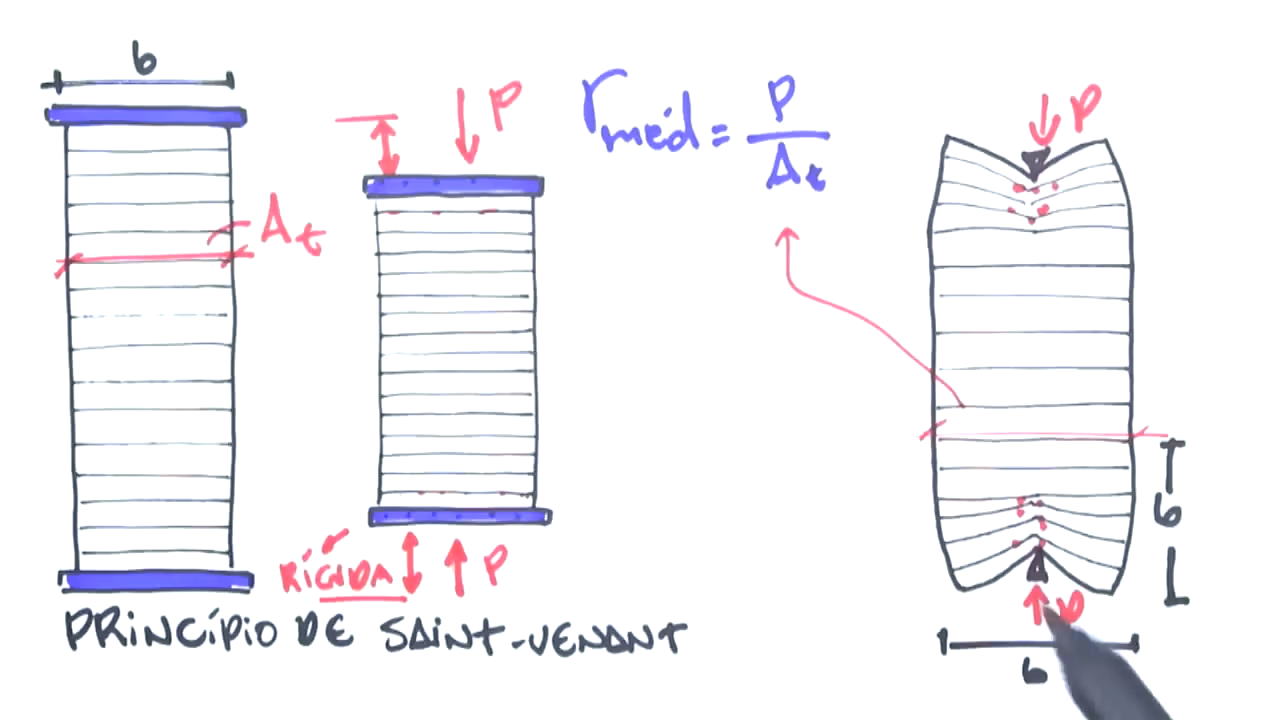 b
P
σméd = P / At
P
At
b
RÍGIDA
P
P
PRINCÍPIO DE SAINT-VENANT
b